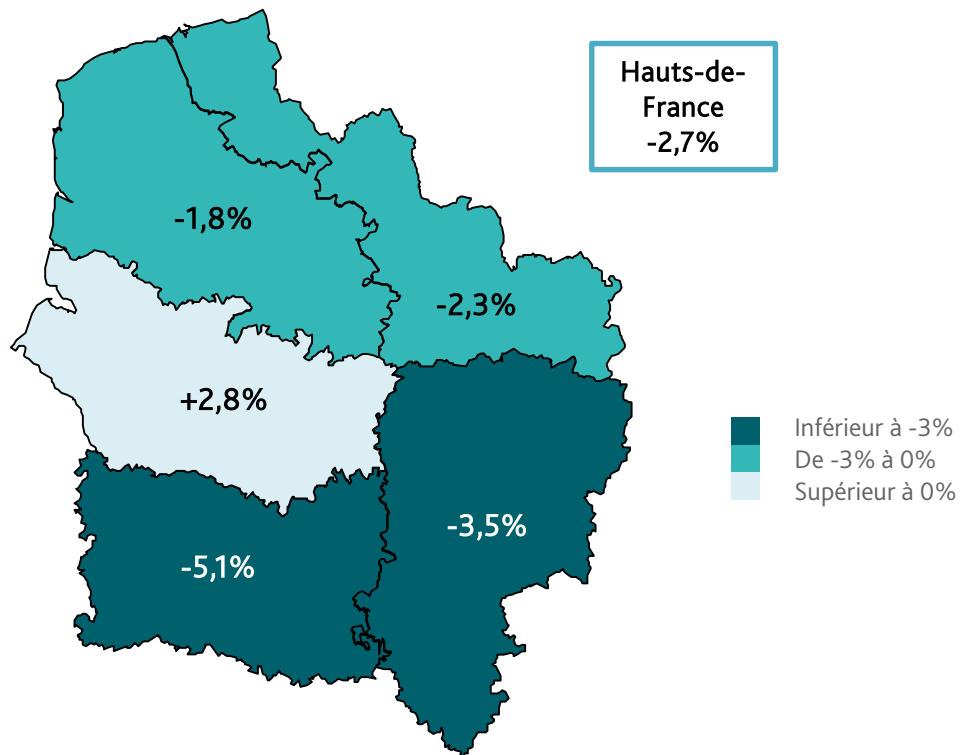 Hauts-de-
France
-2,7%
-1,8%
-2,3%
+2,8%
-3,5%
-5,1%
Inférieur à -3%
De -3% à 0%
Supérieur à 0%